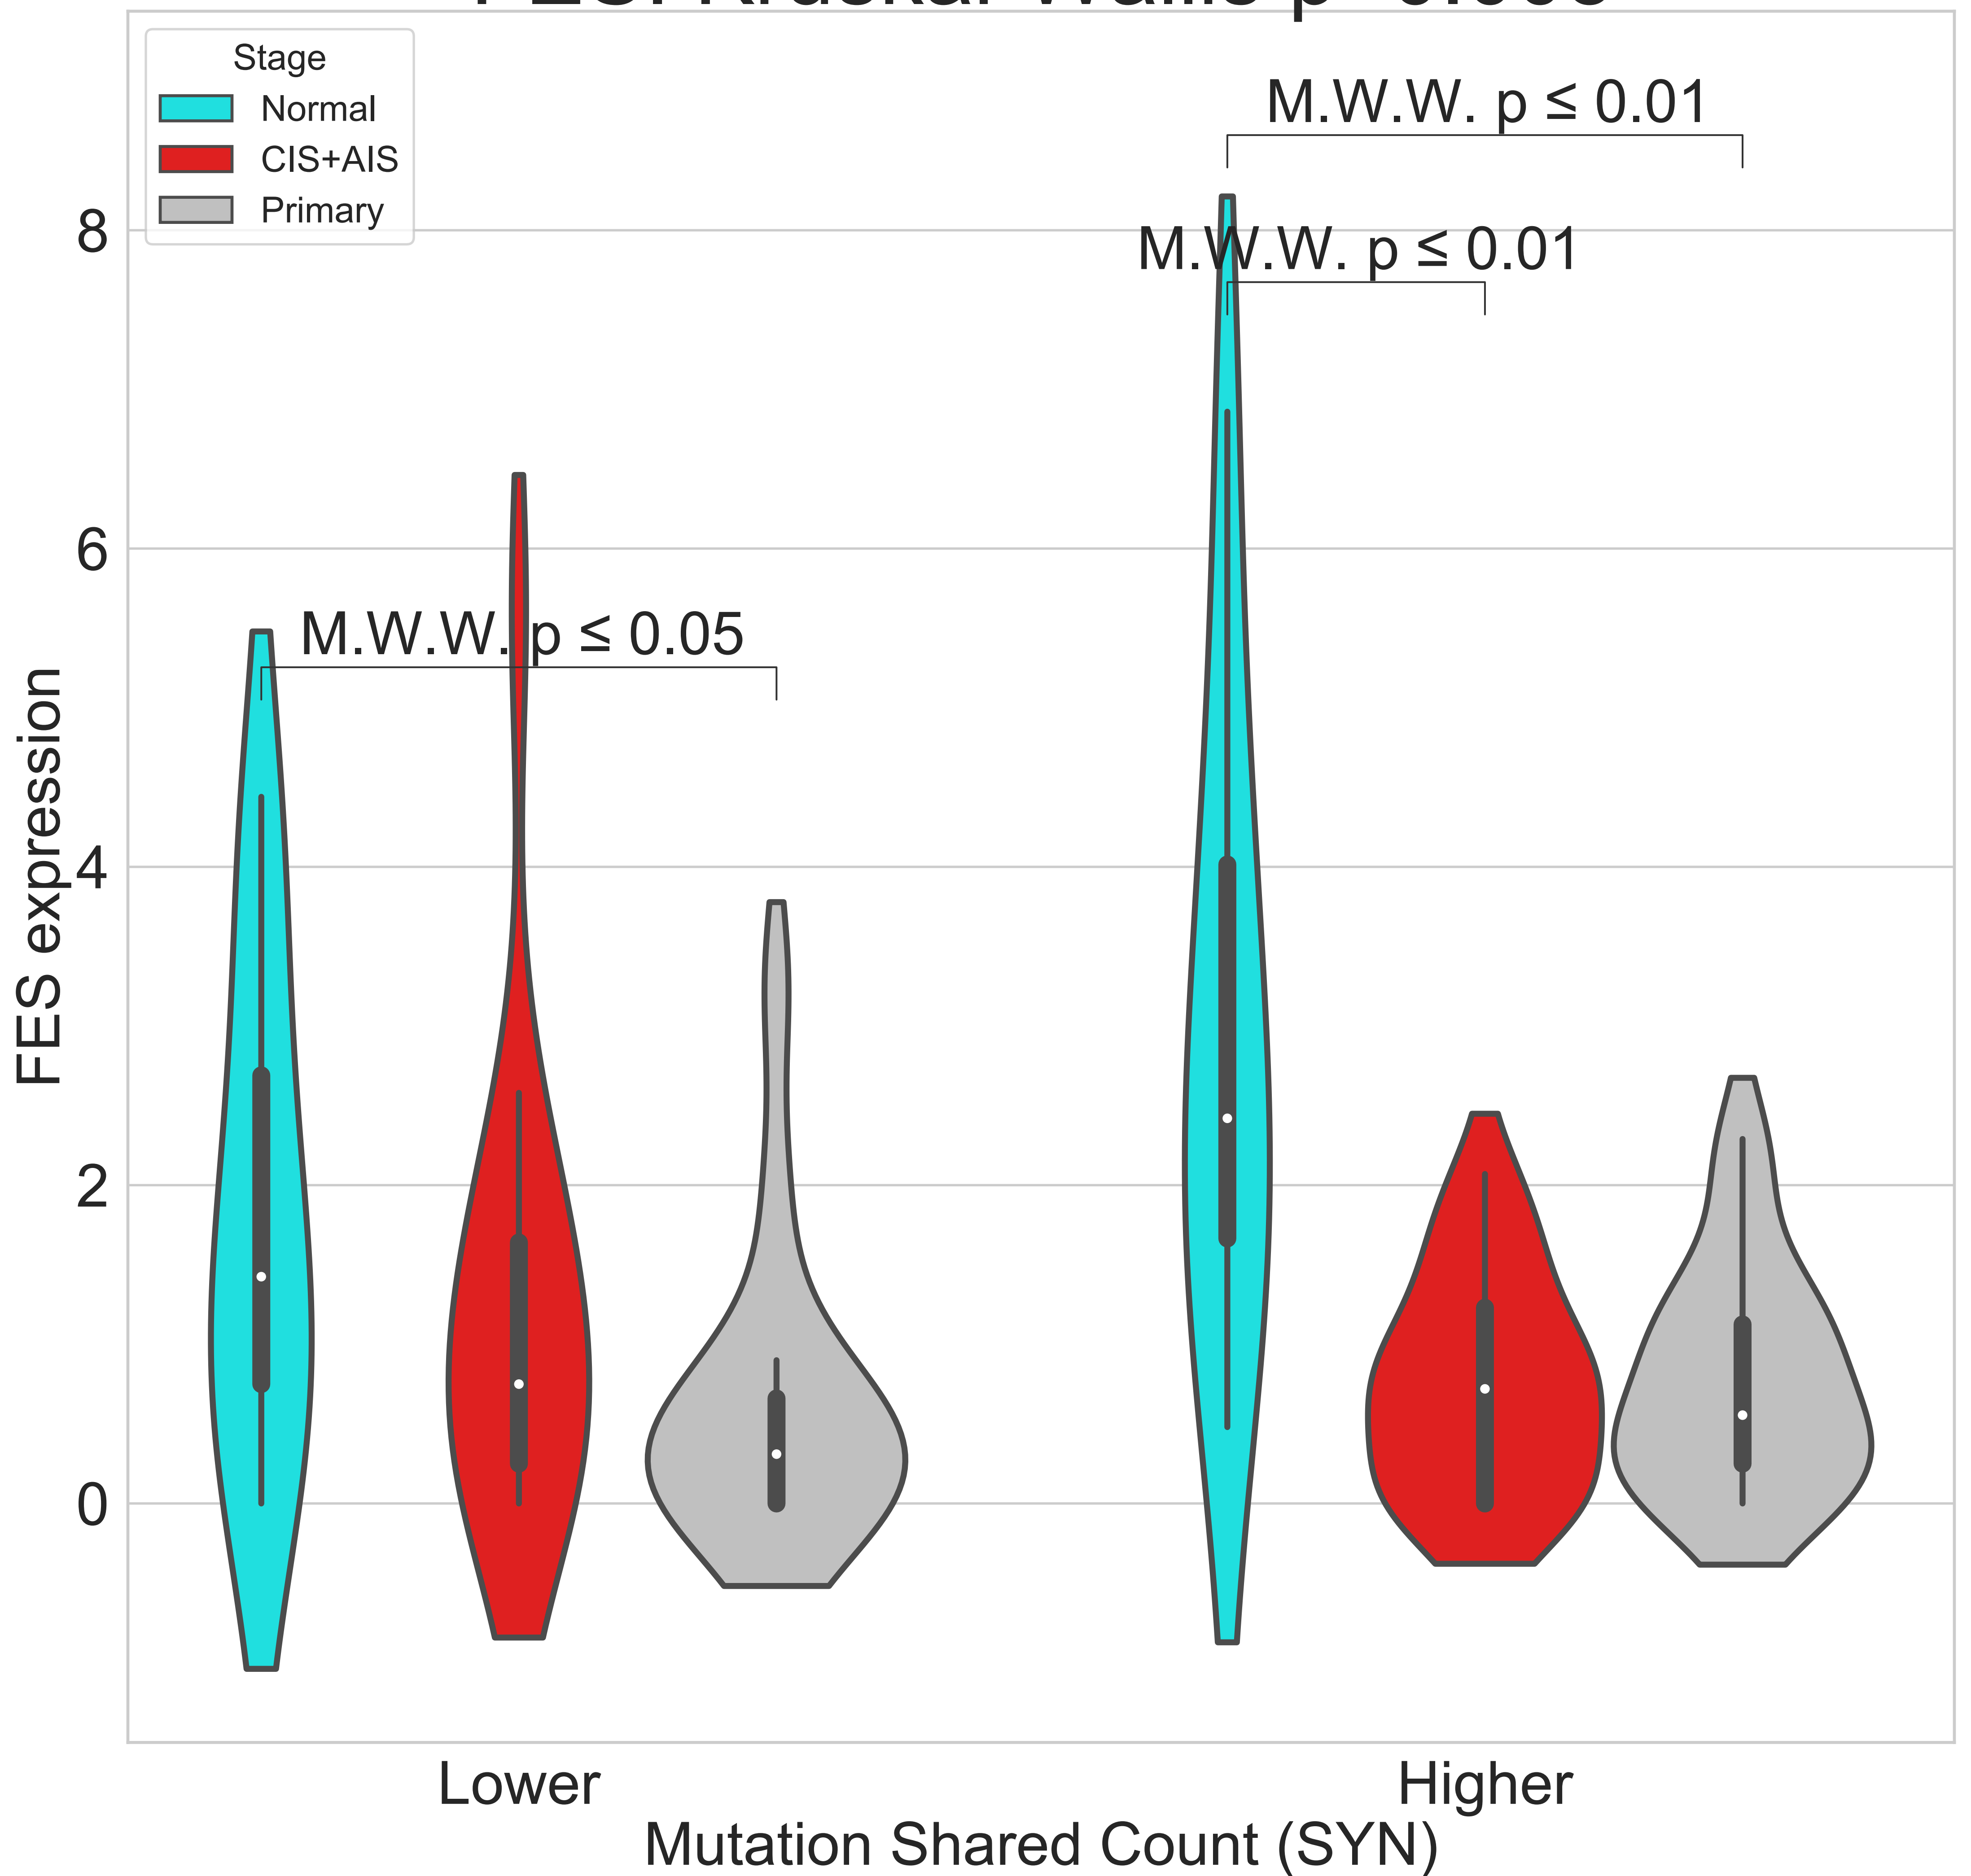 Stage
Normal
CIS+AIS
Primary
M.W.W. p ≤ 0.01
M.W.W. p ≤ 0.01
M.W.W. p ≤ 0.05
8
6
4
2
0
FES expression
Lower
Higher
Mutation Shared Count (SYN)